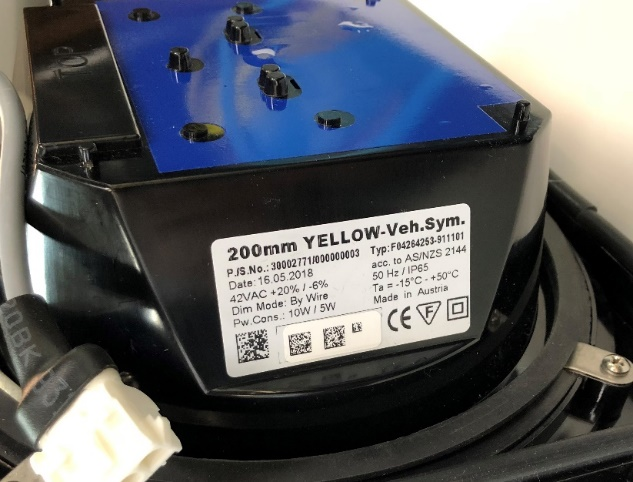 TOP
200mm YELLOW-Veh.Sym.
P./S.No.: 30002771/000000003 Typ:F04264253-911101
Date: 16.05.2018 acc. to AS/NZS 2144
42VAC +20% / -6% 50 Hz / IP65
Dim Mode: By Wire Ta = -15°C - +50°C
Pw.Cons.: 10W / 5W Made in Austria
CE F